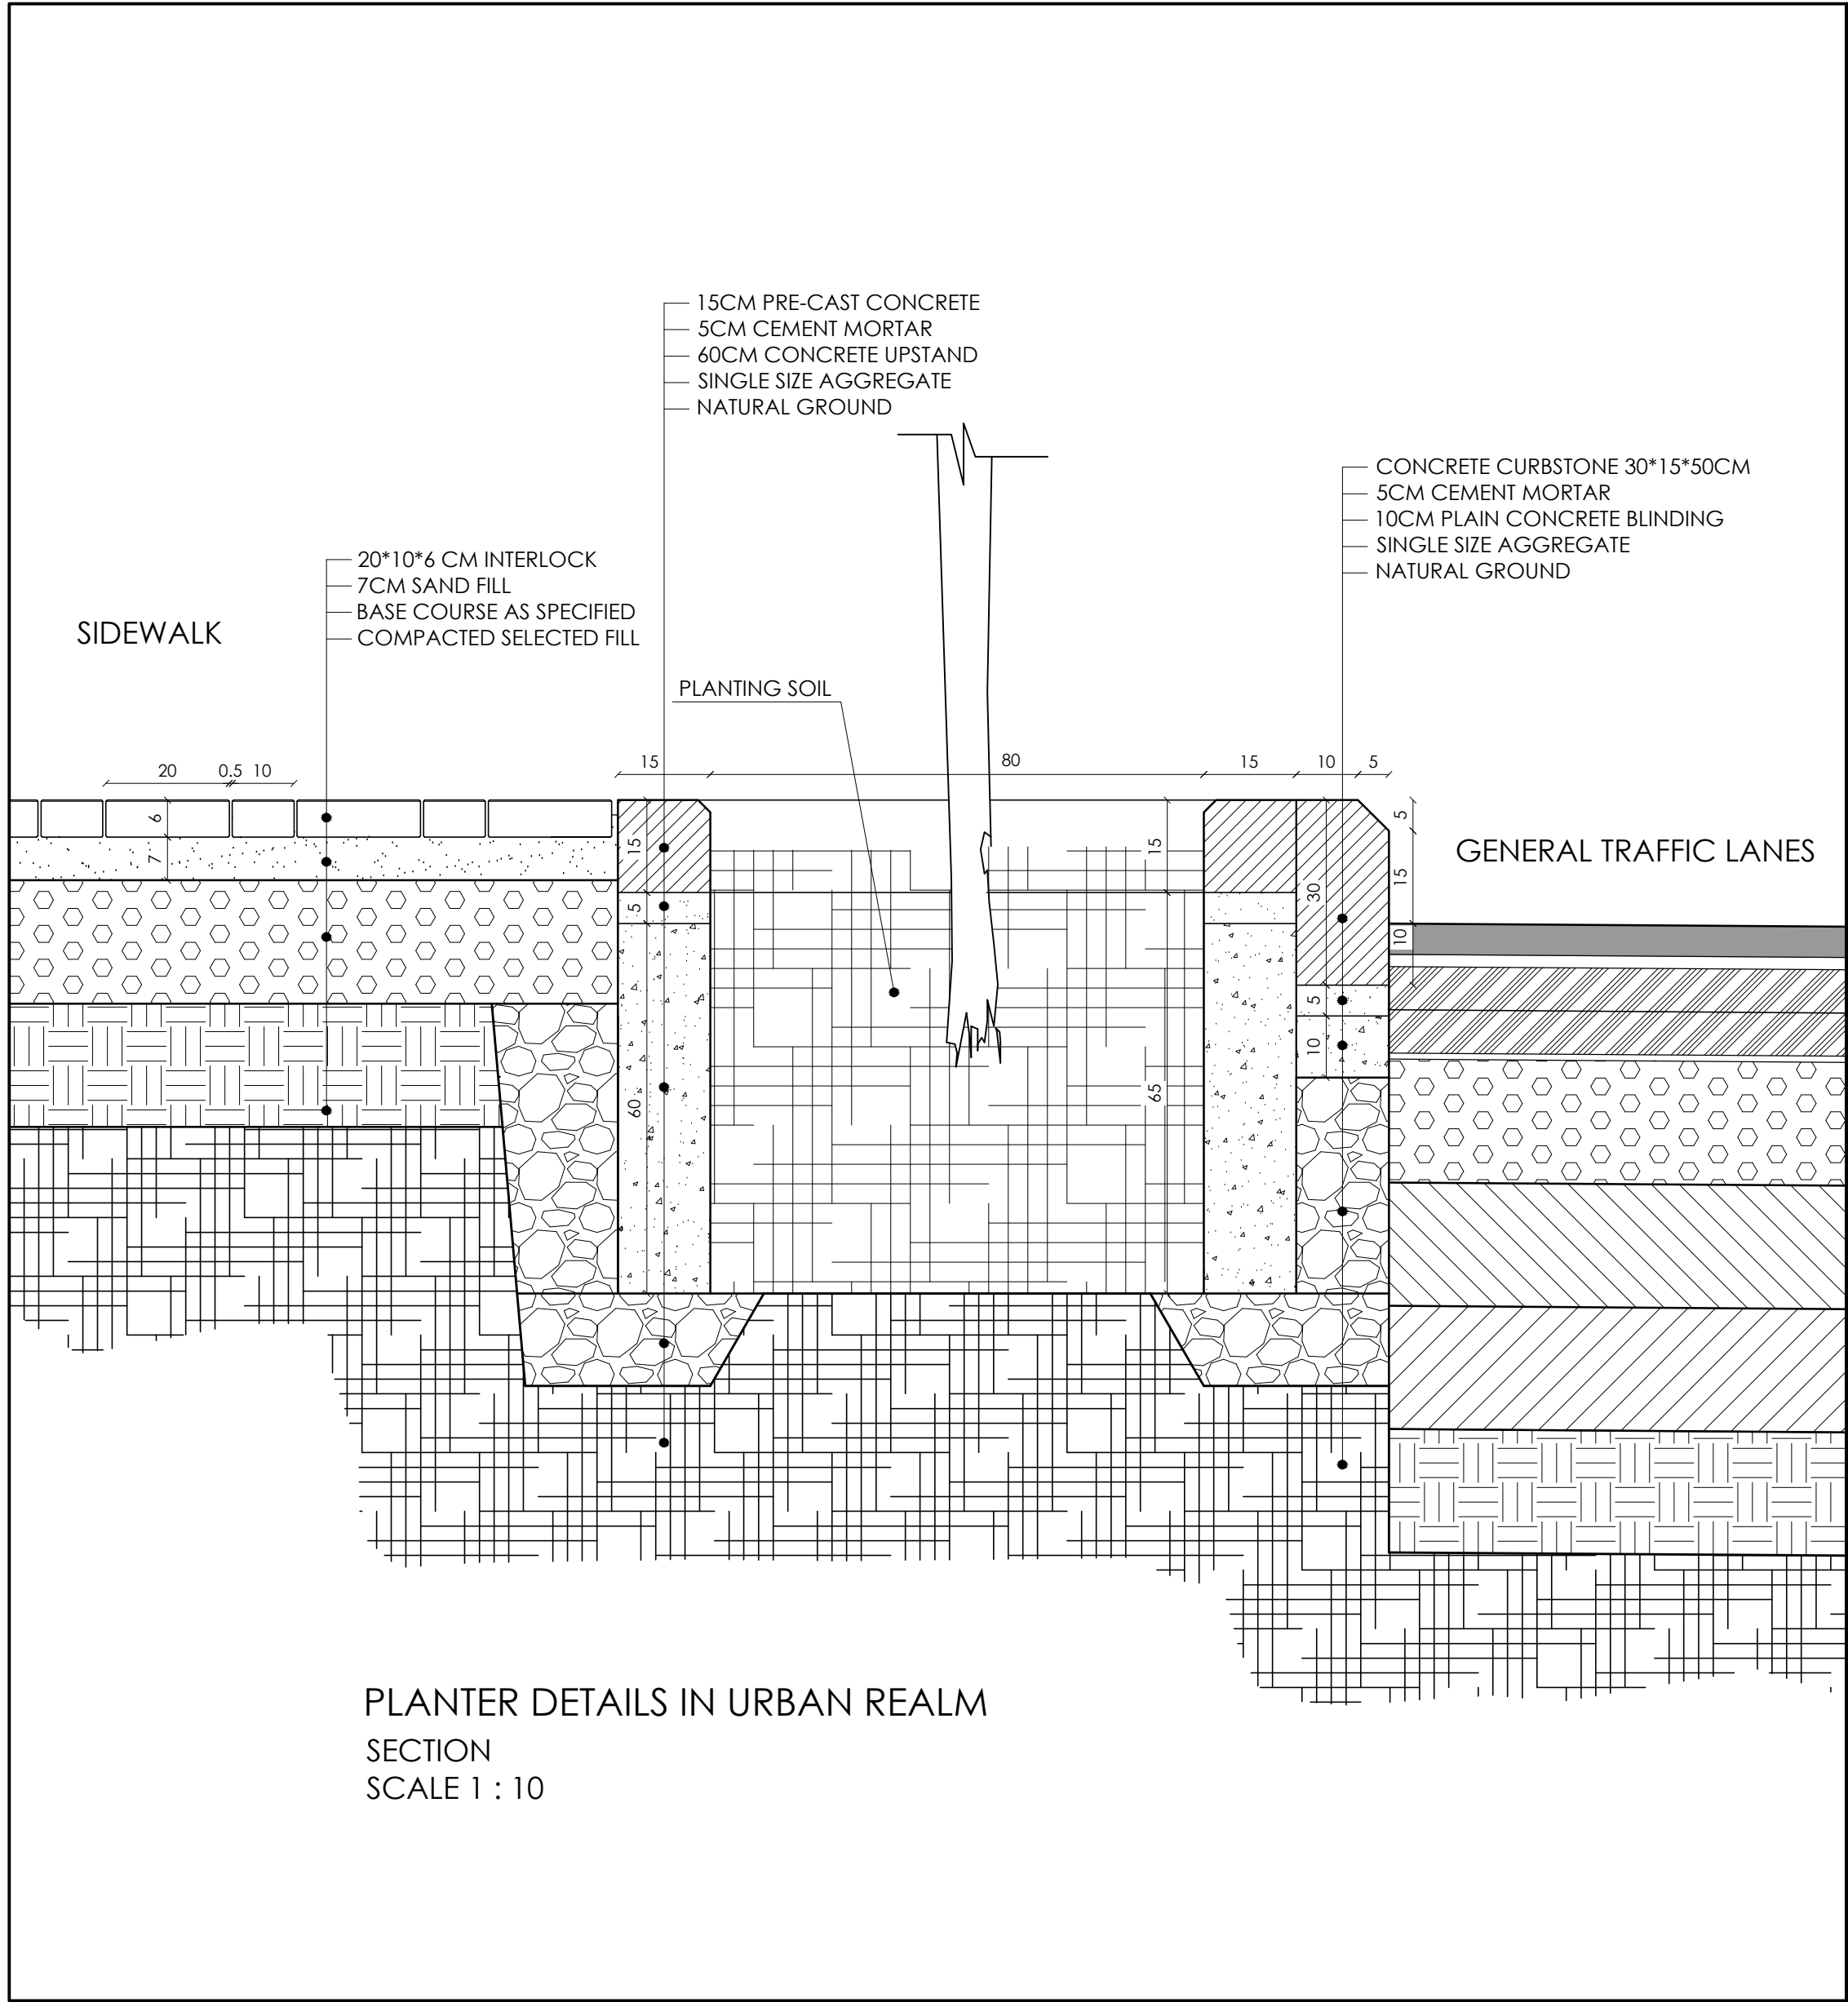 15CM PRE-CAST CONCRETE
5CM CEMENT MORTAR
60CM CONCRETE UPSTAND
SINGLE SIZE AGGREGATE
NATURAL GROUND
CONCRETE CURBSTONE 30*15*50CM
5CM CEMENT MORTAR
10CM PLAIN CONCRETE BLINDING
SINGLE SIZE AGGREGATE
NATURAL GROUND
20*10*6 CM INTERLOCK
7CM SAND FILL
BASE COURSE AS SPECIFIED
COMPACTED SELECTED FILL
SIDEWALK
PLANTING SOIL
20 0.5 10
15 80 15 10 5
6
7
15
5
60
15
65
30
5
10
5
15
10
GENERAL TRAFFIC LANES
PLANTER DETAILS IN URBAN REALM
SECTION
SCALE 1 : 10